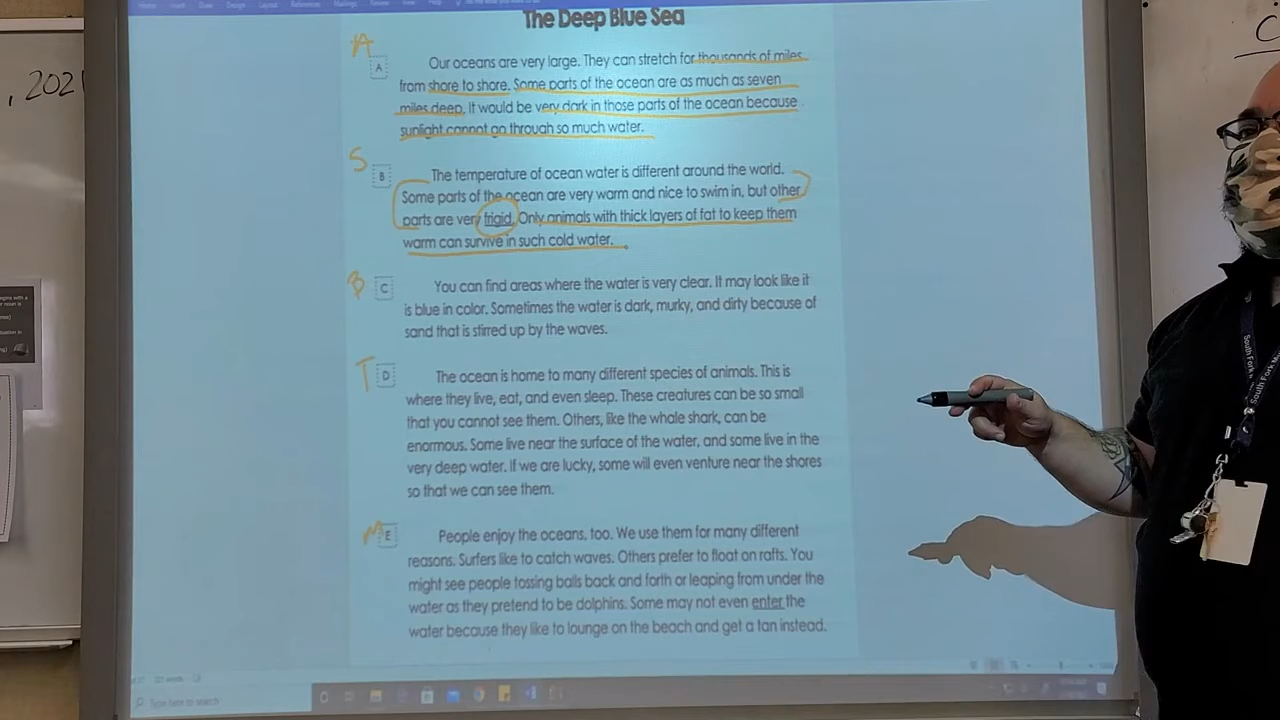 The Deep Blue Sea
A
A
Our oceans are very large. They can stretch for thousands of miles
from shore to shore. Some parts of the ocean are as much as seven
miles deep. It would be very dark in those parts of the ocean because
sunlight cannot go through so much water.
S
B
The temperature of ocean water is different around the world.
Some parts of the ocean are very warm and nice to swim in, but other
parts are very frigid. Only animals with thick layers of fat to keep them
warm can survive in such cold water.
B
C
You can find areas where the water is very clear. It may look like it
is blue in color. Sometimes the water is dark, murky, and dirty because of
sand that is stirred up by the waves.
T
D
The ocean is home to many different species of animals. This is
where they live, eat, and even sleep. These creatures can be so small
that you cannot see them. Others, like the whale shark, can be
enormous. Some live near the surface of the water, and some live in the
very deep water. If we are lucky, some will even venture near the shores
so that we can see them.
M
E
People enjoy the oceans, too. We use them for many different
reasons. Surfers like to catch waves. Others prefer to float on rafts. You
might see people tossing balls back and forth or leaping from under the
water as they pretend to be dolphins. Some may not even enter the
water because they like to lounge on the beach and get a tan instead.
Type here to search
, 2021
C
South Fork
South Fork